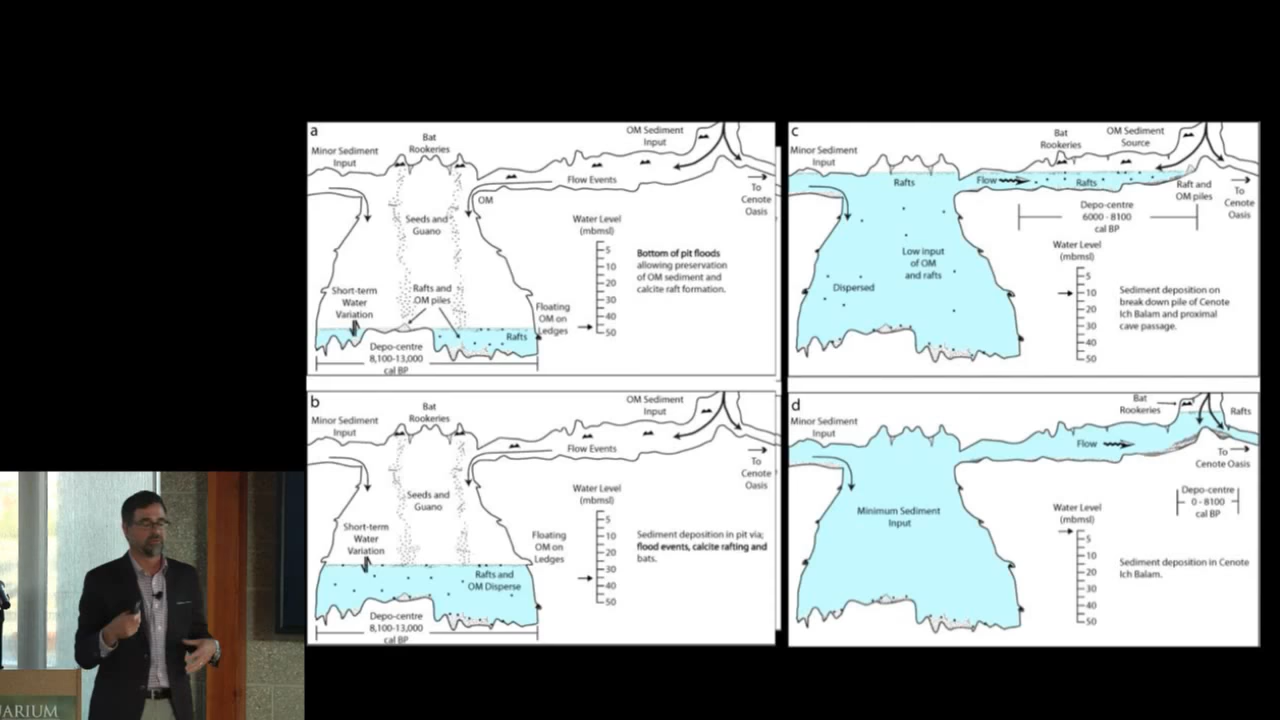 a
Bat
Rookeries
OM Sediment
Input
Minor Sediment
Input
Flow Events
OM
To
Cenote
Oasis
Seeds and
Guano
Water Level
(mbmsl)
5
10
20
30
40
50
Bottom of pit floods
allowing preservation
of OM sediment and
calcite raft formation.
Short-term
Water
Variation
Rafts and
OM piles
Floating
OM on
Ledges
Rafts
Depo-centre
8,100-13,000
cal BP
b
Bat
Rookeries
OM Sediment
Input
Minor Sediment
Input
Flow Events
To
Cenote
Oasis
Seeds and
Guano
Water Level
(mbmsl)
5
10
20
30
40
50
Short-term
Water
Variation
Floating
OM on
Ledges
Sediment deposition in pit via;
flood events, calcite rafting and
bats.
Rafts and
OM Disperse
Depo-centre
8,100-13,000
cal BP
c
Bat
Rookeries
OM Sediment
Source
Minor Sediment
Input
Rafts
Flow
Rafts
Raft and
OM piles
To
Cenote
Oasis
Depo-centre
6000 - 8100
cal BP
Low input
of OM
and rafts
Dispersed
Water Level
(mbmsl)
5
10
20
30
40
50
Sediment deposition on
break down pile of Cenote
Ich Balam and proximal
cave passage.
d
Bat
Rookeries
Rafts
Minor Sediment
Input
Flow
To
Cenote Oasis
Depo-centre
0 - 8100
cal BP
Minimum Sediment
Input
Water Level
(mbmsl)
5
10
20
30
40
50
Sediment deposition in Cenote
Ich Balam.
UARIUM